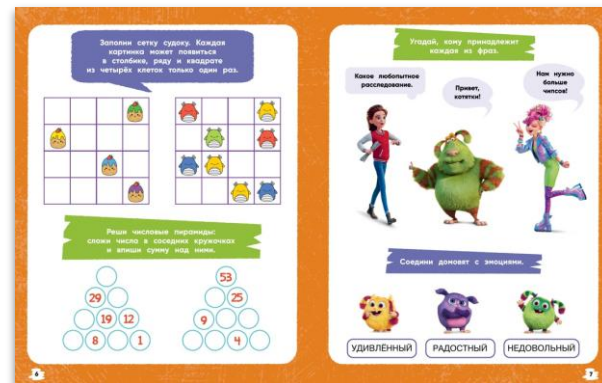 Заполни сетку судоку. Каждая
картинка может появиться
в столбике, ряду и квадрате
из четырёх клеток только один раз.
Реши числовые пирамиды:
сложи числа в соседних кружочках
и впиши сумму над ними.
29
19 12
8 1
53
25
9
4
6
Угадай, кому принадлежит
каждая из фраз.
Какое любопытное
расследование.
Привет,
котятки!
Нам нужно
больше
чипсов!
Соедини домовят с эмоциями.
УДИВЛЁННЫЙ РАДОСТНЫЙ НЕДОВОЛЬНЫЙ
7